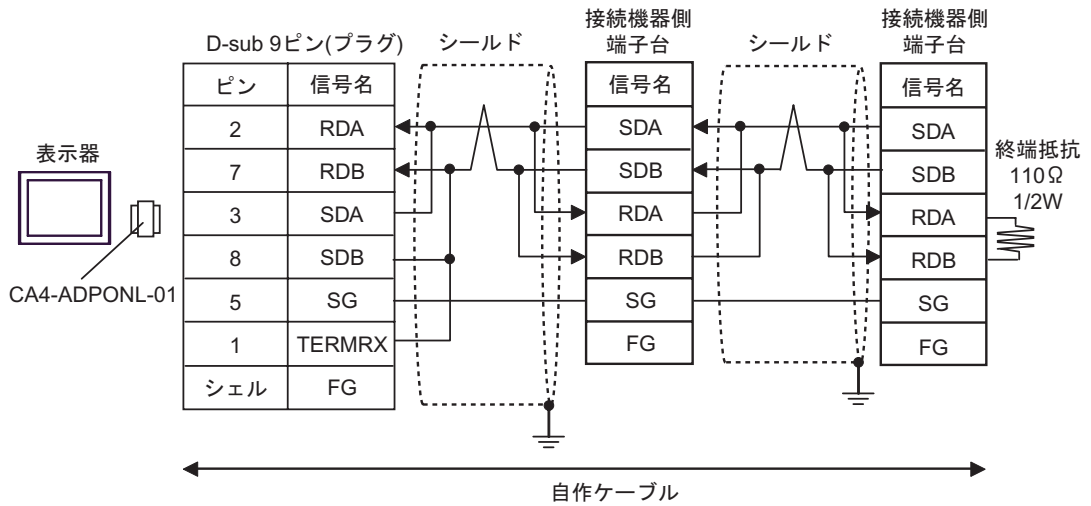 表示器
CA4-ADPONL-01
D-sub 9ピン(プラグ)
ピン 信号名
2 RDA
7 RDB
3 SDA
8 SDB
5 SG
1 TERMRX
シェル FG
シールド
接続機器側
端子台
信号名
SDA
SDB
RDA
RDB
SG
FG
シールド
接続機器側
端子台
信号名
SDA
SDB
RDA
RDB
SG
FG
終端抵抗
110Ω
1/2W
自作ケーブル